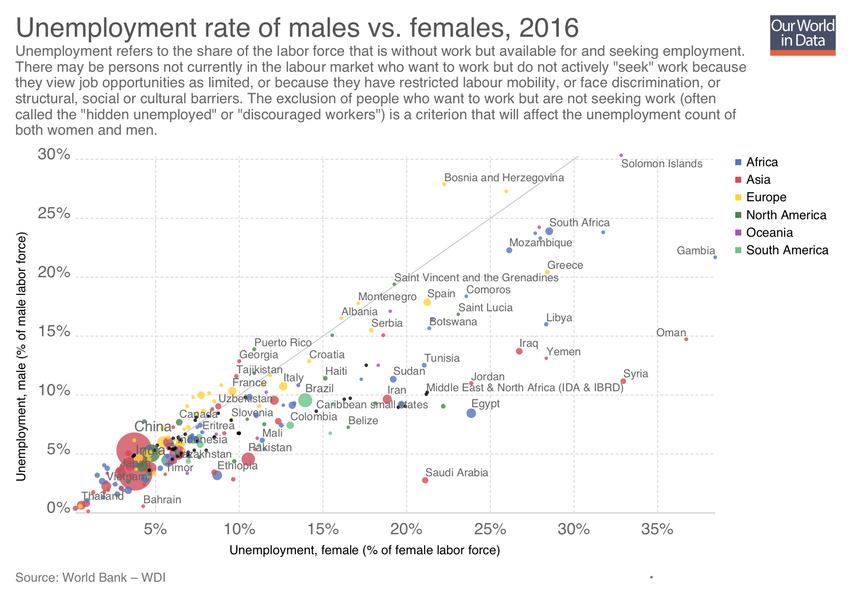 Unemployment rate of males vs. females, 2016
Our World
in Data
Unemployment refers to the share of the labor force that is without work but available for and seeking employment.
There may be persons not currently in the labour market who want to work but do not actively "seek" work because
they view job opportunities as limited, or because they have restricted labour mobility, or face discrimination, or
structural, social or cultural barriers. The exclusion of people who want to work but are not seeking work (often
called the "hidden unemployed" or "discouraged workers") is a criterion that will affect the unemployment count of
both women and men.
30%
25%
20%
15%
10%
5%
0%
Unemployment, male (% of male labor force)
Solomon Islands
Bosnia and Herzegovina
South Africa
Mozambique
Gambia
Greece
Saint Vincent and the Grenadines
Comoros
Montenegro
Spain
Saint Lucia
Albania
Serbia
Botswana
Libya
Oman
Puerto Rico
Georgia
Croatia
Iraq
Yemen
Tunisia
Tajikistan
Haiti
Sudan
Italy
France
Jordan
Syria
Brazil
Iran
Middle East & North Africa (IDA & IBRD)
Uzbekistan
Caribbean small states
Egypt
Canada
Slovenia
Colombia
Belize
China
Eritrea
Mali
Indonesia
India
Pakistan
Kazakhstan
Timor
Ethiopia
Vietnam
Saudi Arabia
Thailand
Bahrain
5%
10%
15%
20%
25%
30%
35%
Unemployment, female (% of female labor force)
Africa
Asia
Europe
North America
Oceania
South America
Source: World Bank – WDI